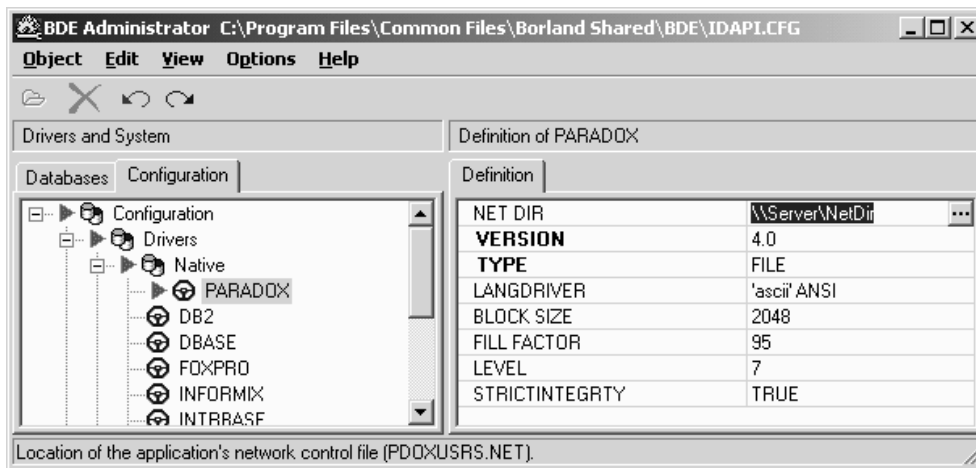 BDE Administrator C:\Program Files\Common Files\Borland Shared\BDE\IDAPI.CFG
Object Edit View Options Help
Drivers and System
Definition of PARADOX
Databases Configuration
Definition
Configuration
Drivers
Native
PARADOX
DB2
DBASE
FOXPRO
INFORMIX
INTRBASE
NET DIR \\Server\NetDir ...
VERSION 4.0
TYPE FILE
LANGDRIVER 'ascii' ANSI
BLOCK SIZE 2048
FILL FACTOR 95
LEVEL 7
STRICTINTEGRTY TRUE
Location of the application's network control file (PDOXUSRS.NET).